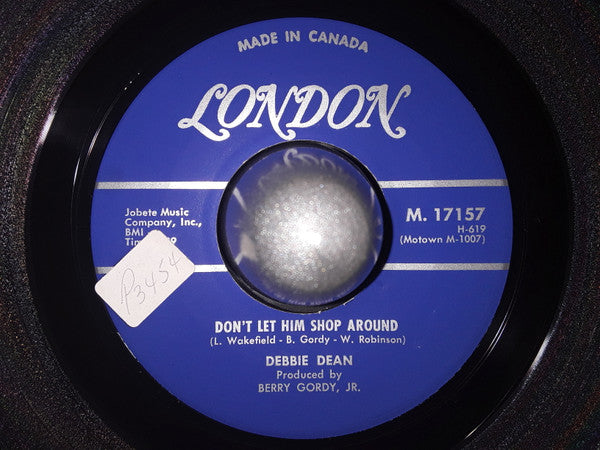 MADE IN CANADA
LONDON
Jobete Music
Company, Inc.,
BMI
M. 17157
H-619
(Motown M-1007)
P3454
DON'T LET HIM SHOP AROUND
(L. Wakefield - B. Gordy - W. Robinson)
DEBBIE DEAN
Produced by
BERRY GORDY, JR.